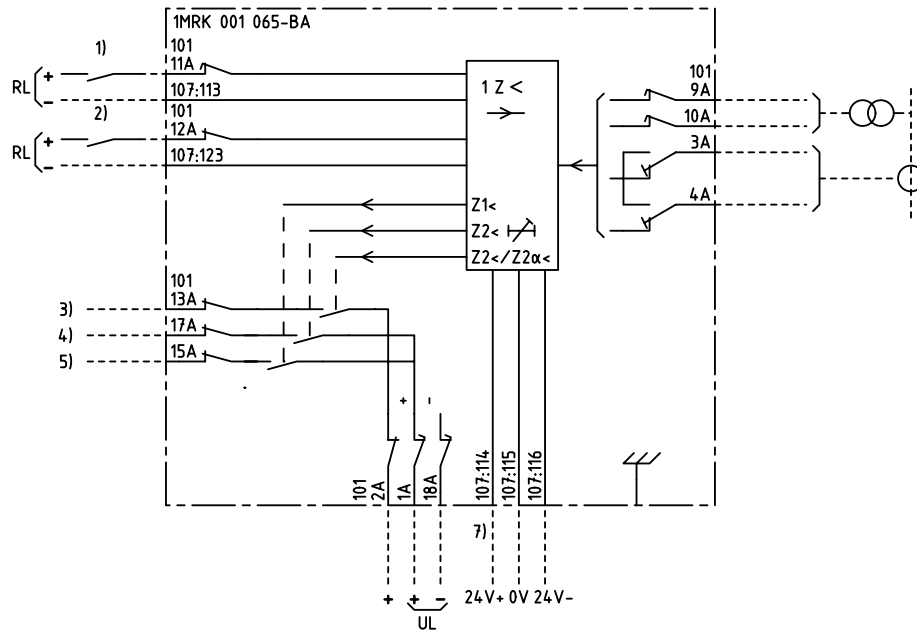 1MRK 001 065-BA
1)
101
11A
RL
+
−
107:113
2)
101
12A
RL
+
−
107:123
1 Z <
101
9A
10A
3A
4A
Z1<
Z2<
Z2</Z2α<
101
3)
13A
4)
17A
5)
15A
+
-
101
2A
1A
18A
107:114
107:115
107:116
7)
+
+
−
24V+ 0V 24V-
UL